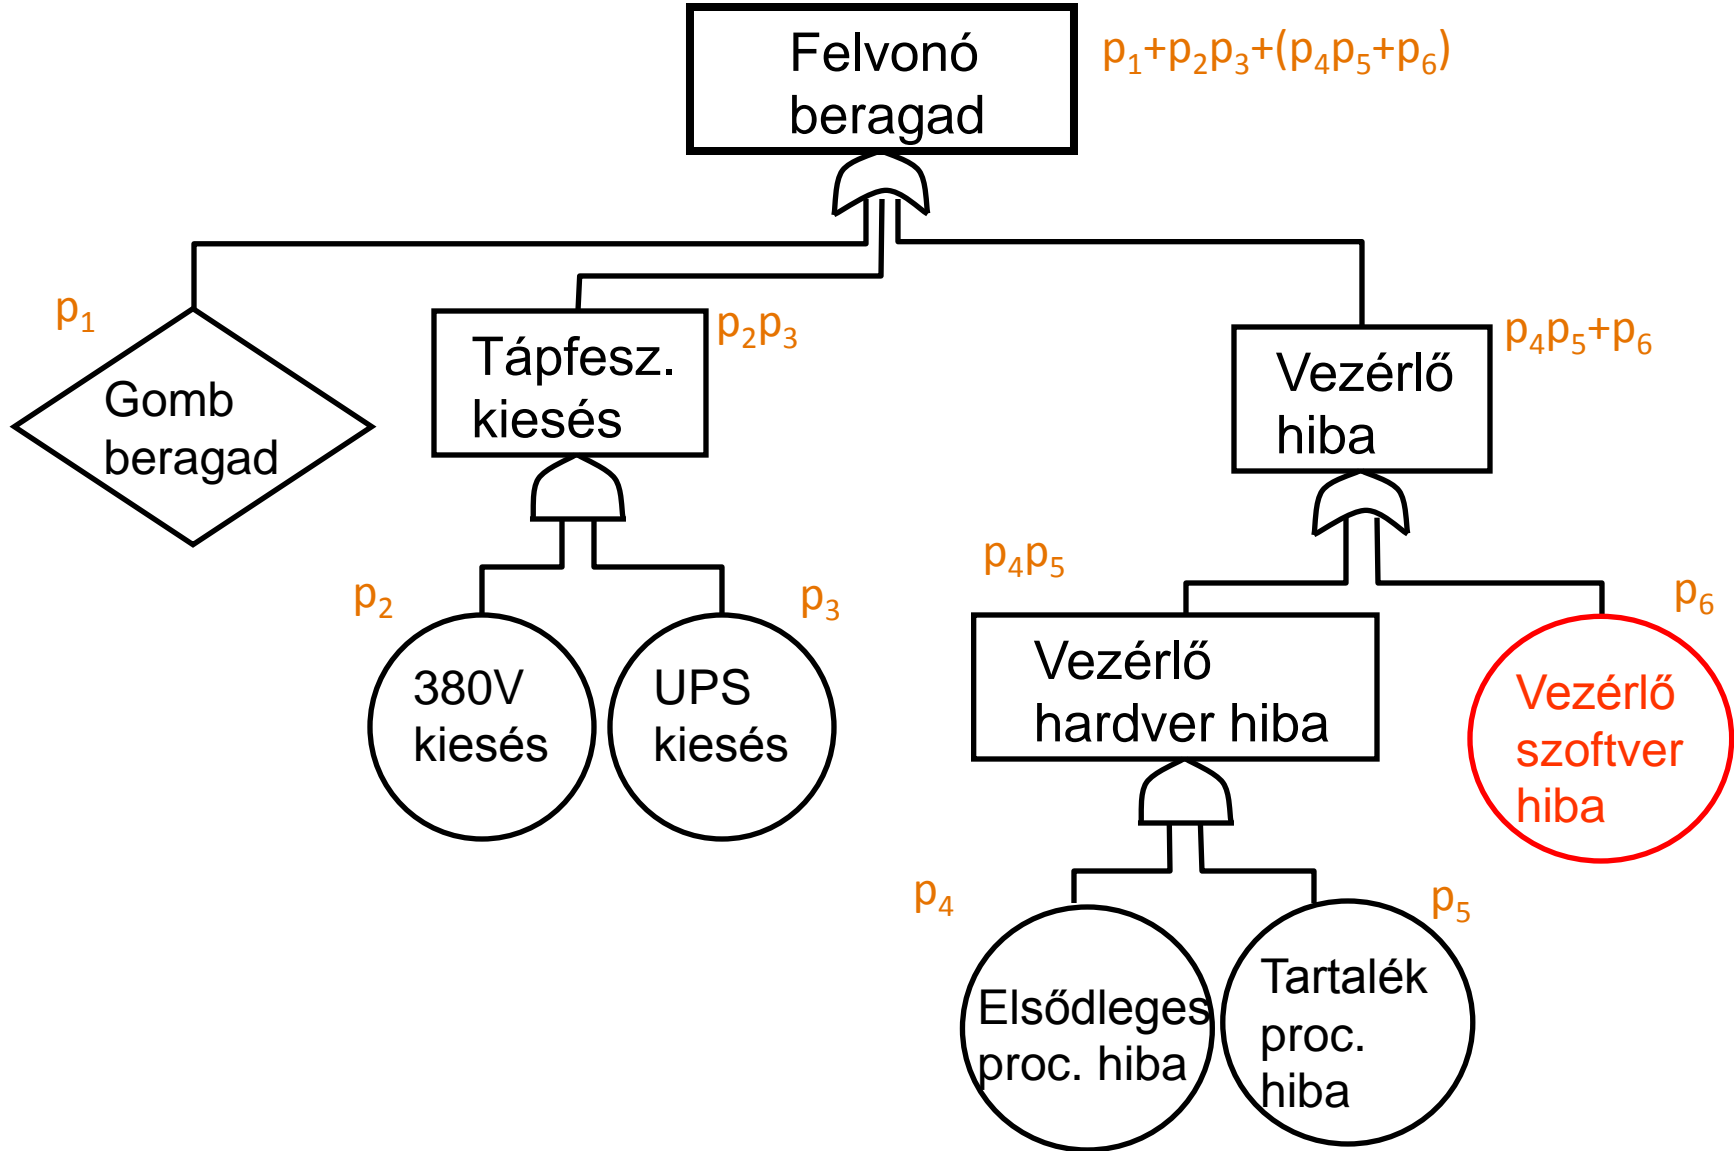 Felvonó
beragad
p₁+p₂p₃+(p₄p₅+p₆)
p₁
Gomb
beragad
p₂p₃
Tápfesz.
kiesés
p₄p₅+p₆
Vezérlő
hiba
p₂
380V
kiesés
p₃
UPS
kiesés
p₄p₅
Vezérlő
hardver hiba
p₆
Vezérlő
szoftver
hiba
p₄
Elsődleges
proc. hiba
p₅
Tartalék
proc.
hiba